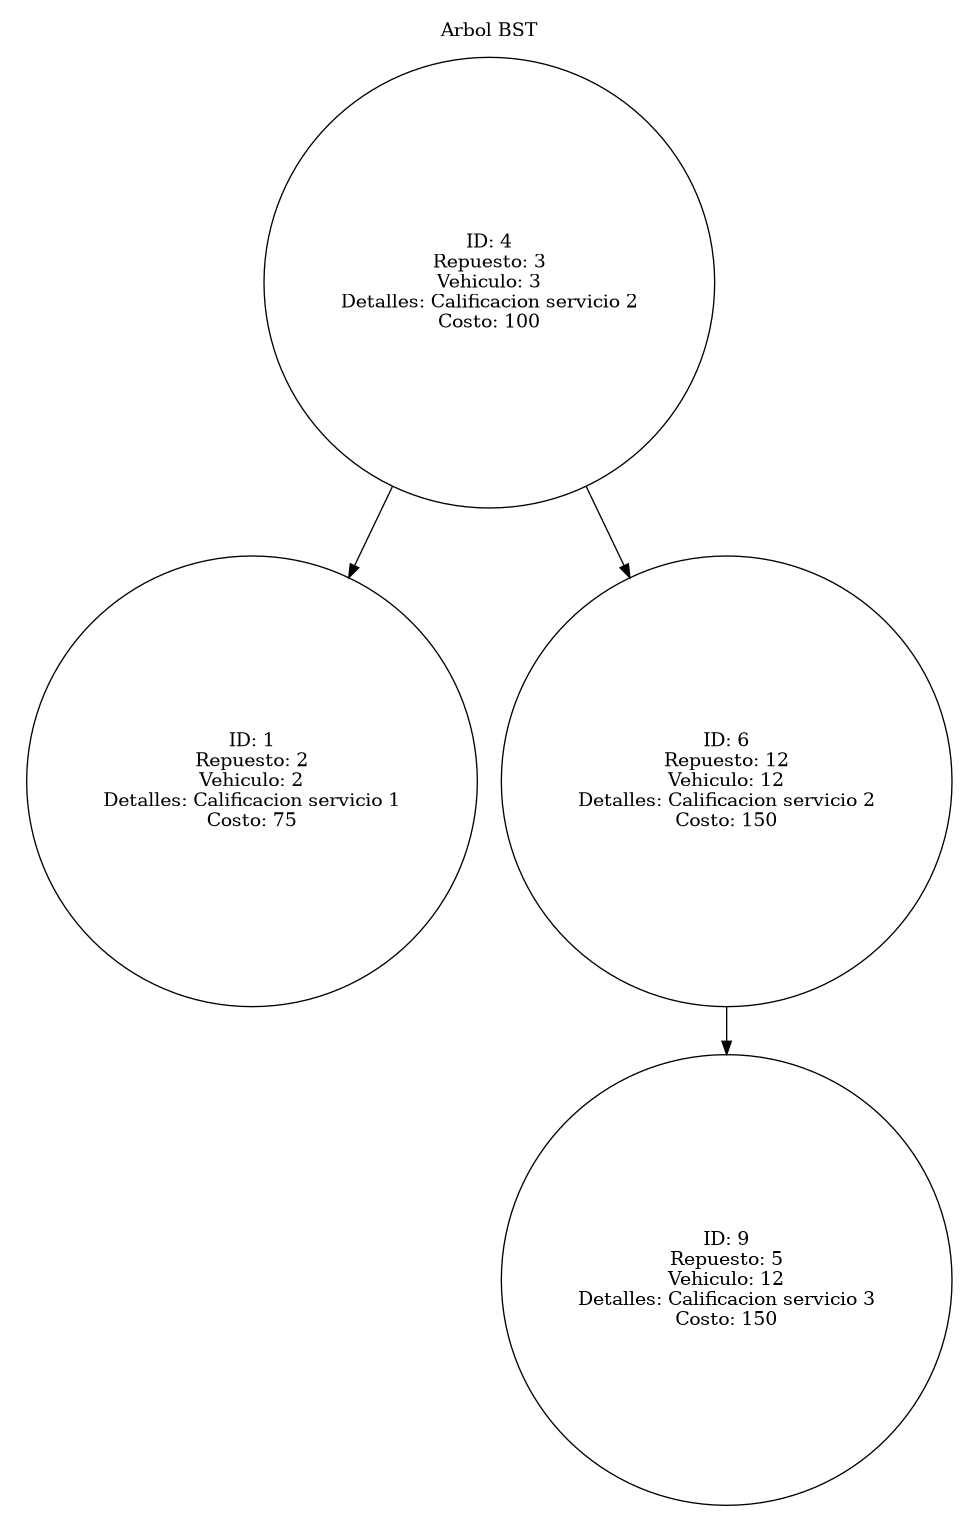 Arbol BST
ID: 4
Repuesto: 3
Vehiculo: 3
Detalles: Calificacion servicio 2
Costo: 100
ID: 1
Repuesto: 2
Vehiculo: 2
Detalles: Calificacion servicio 1
Costo: 75
ID: 6
Repuesto: 12
Vehiculo: 12
Detalles: Calificacion servicio 2
Costo: 150
ID: 9
Repuesto: 5
Vehiculo: 12
Detalles: Calificacion servicio 3
Costo: 150